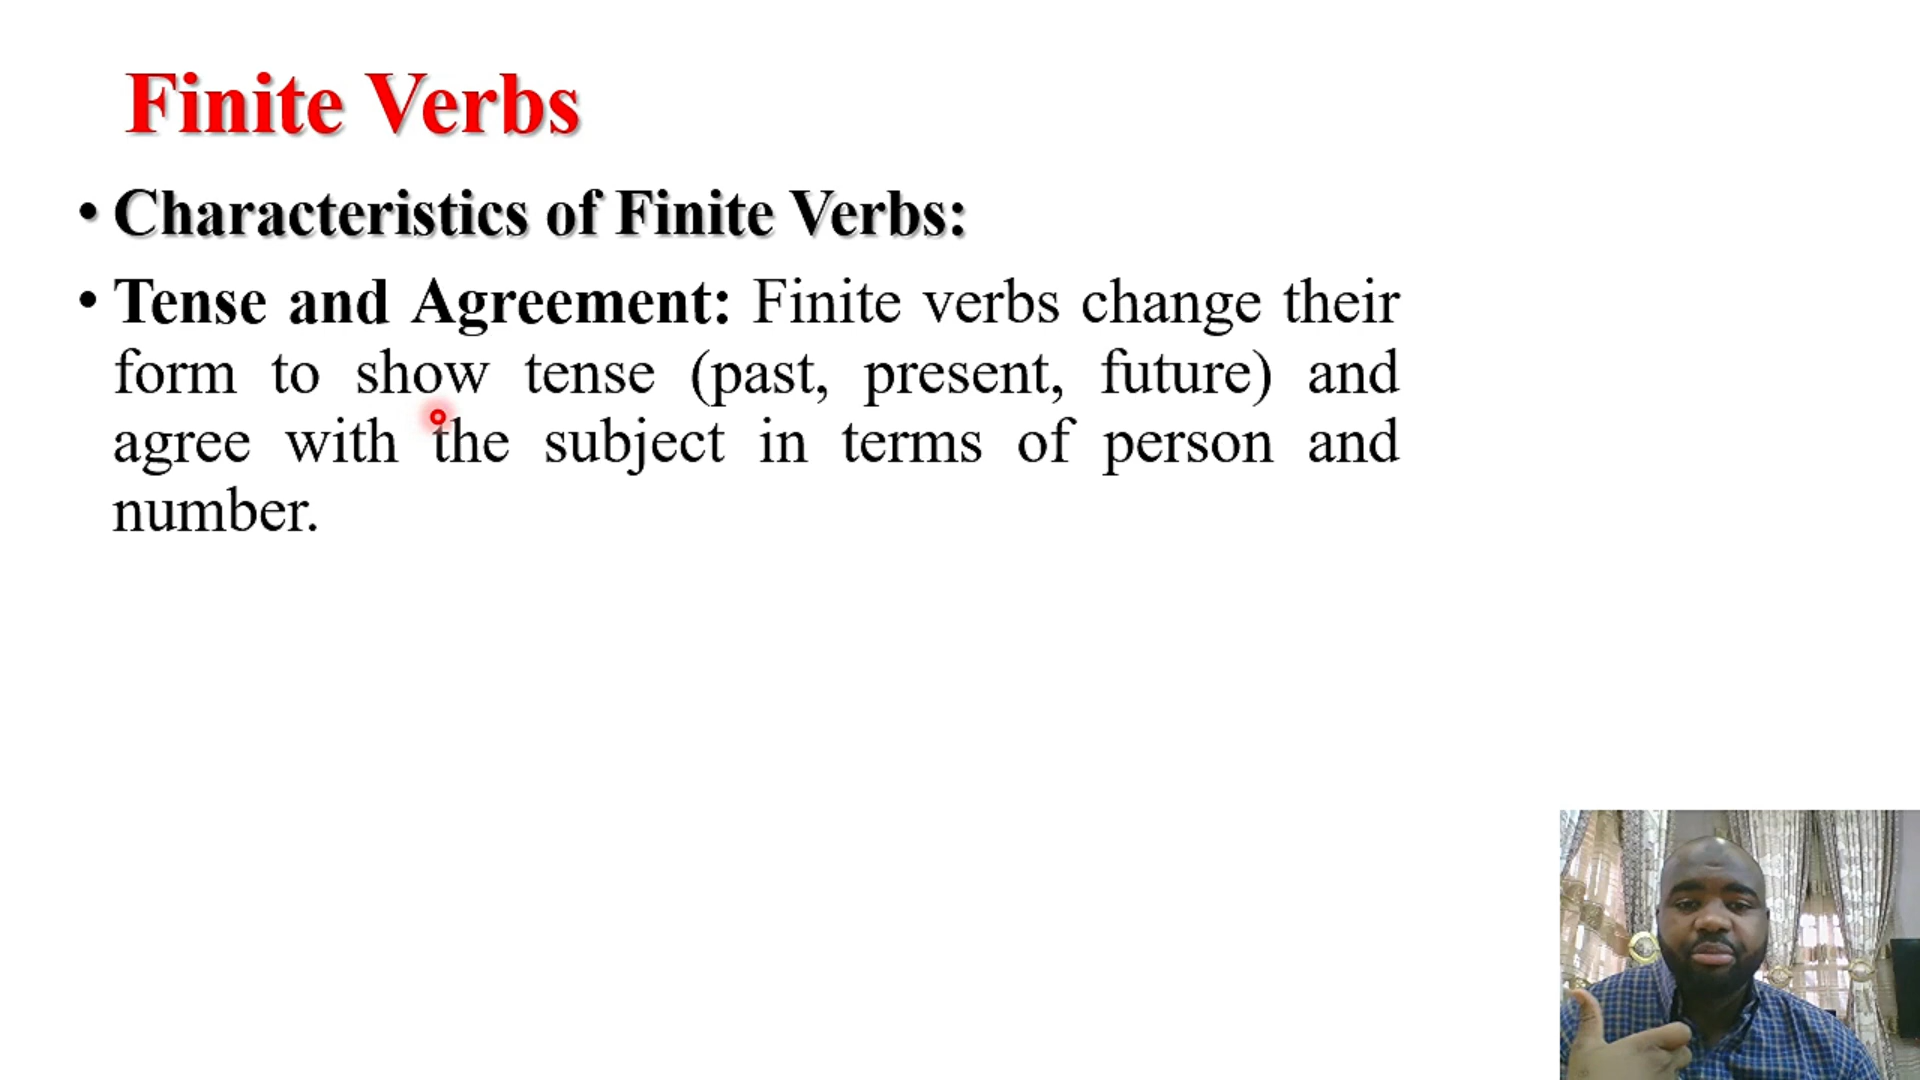 Finite Verbs
• Characteristics of Finite Verbs:
• Tense and Agreement: Finite verbs change their
form to show tense (past, present, future) and
agree with the subject in terms of person and
number.